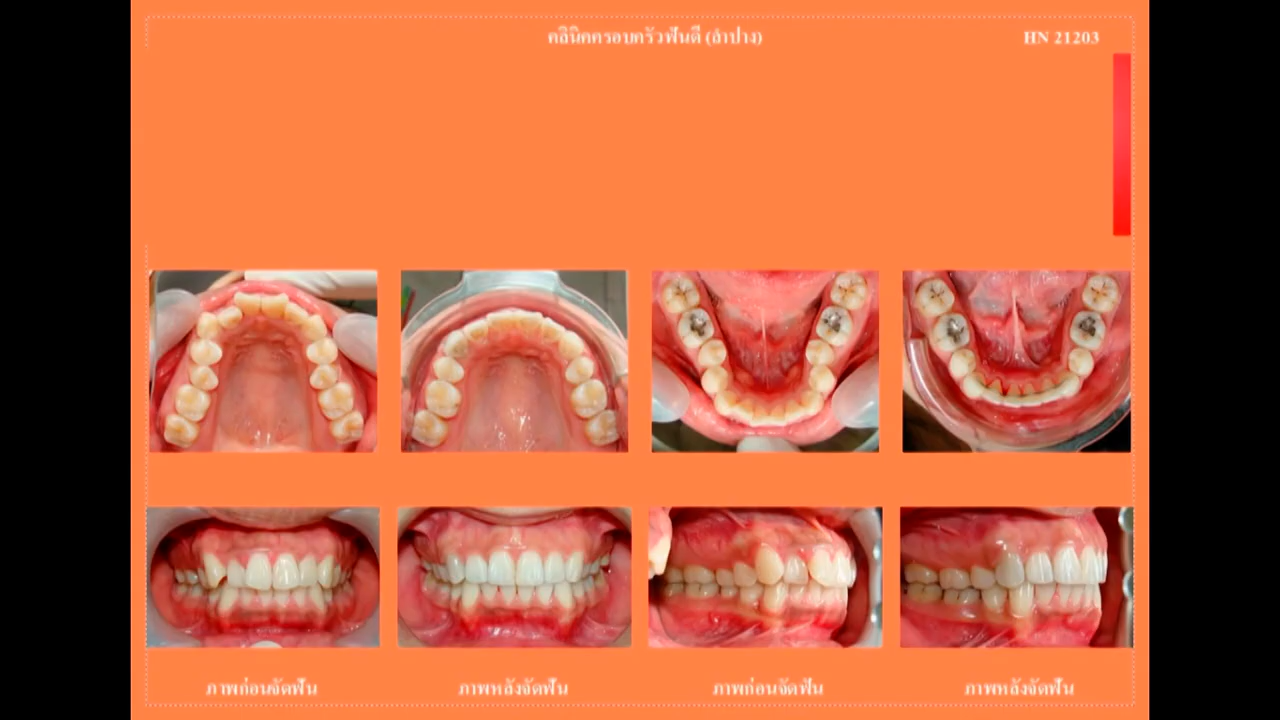 คลินิกครอบครัวฟันดี (ลำปาง)
HN 21203
ภาพก่อนจัดฟัน
ภาพหลังจัดฟัน
ภาพก่อนจัดฟัน
ภาพหลังจัดฟัน